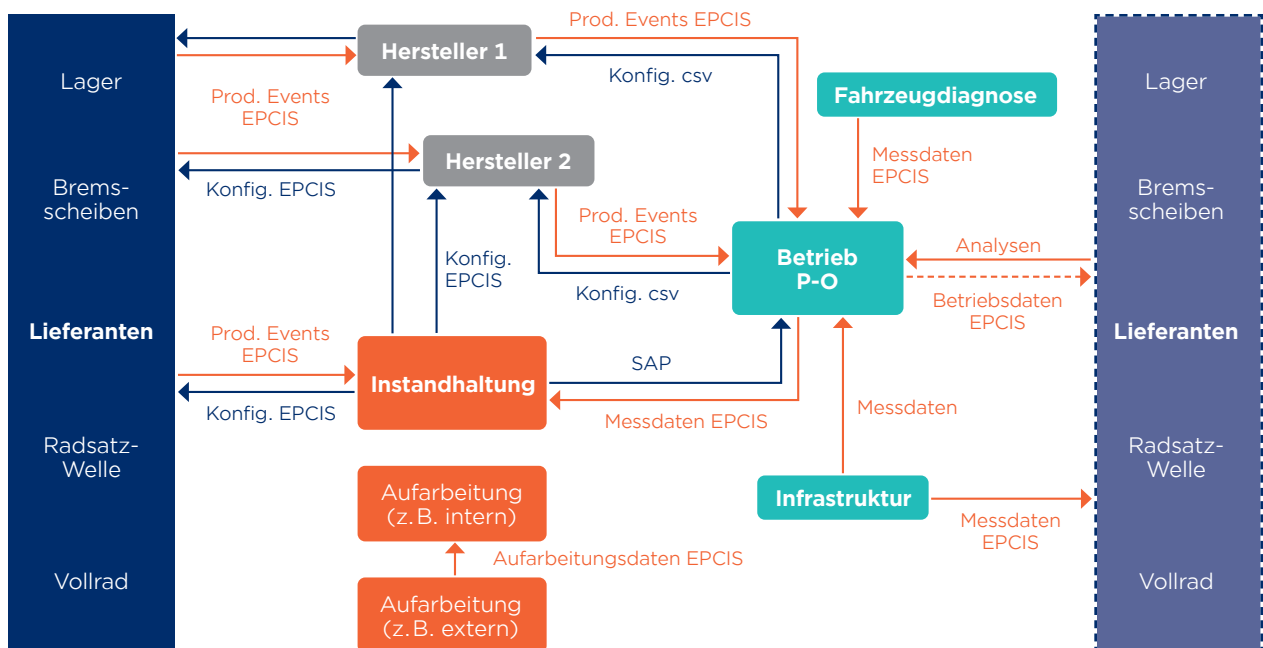 Lager
Brems-
scheiben
Lieferanten
Radsatz-
Welle
Vollrad
Hersteller 1
Prod. Events EPCIS
Konfig. csv
Prod. Events
EPCIS
Hersteller 2
Konfig. EPCIS
Prod. Events
EPCIS
Konfig.
EPCIS
Konfig. csv
Fahrzeugdiagnose
Messdaten
EPCIS
Betrieb
P-O
Analysen
Betriebsdaten
EPCIS
Prod. Events
EPCIS
Instandhaltung
Konfig. EPCIS
SAP
Messdaten EPCIS
Messdaten
Infrastruktur
Messdaten
EPCIS
Aufarbeitung
(z. B. intern)
Aufarbeitungsdaten EPCIS
Aufarbeitung
(z. B. extern)
Lager
Brems-
scheiben
Lieferanten
Radsatz-
Welle
Vollrad